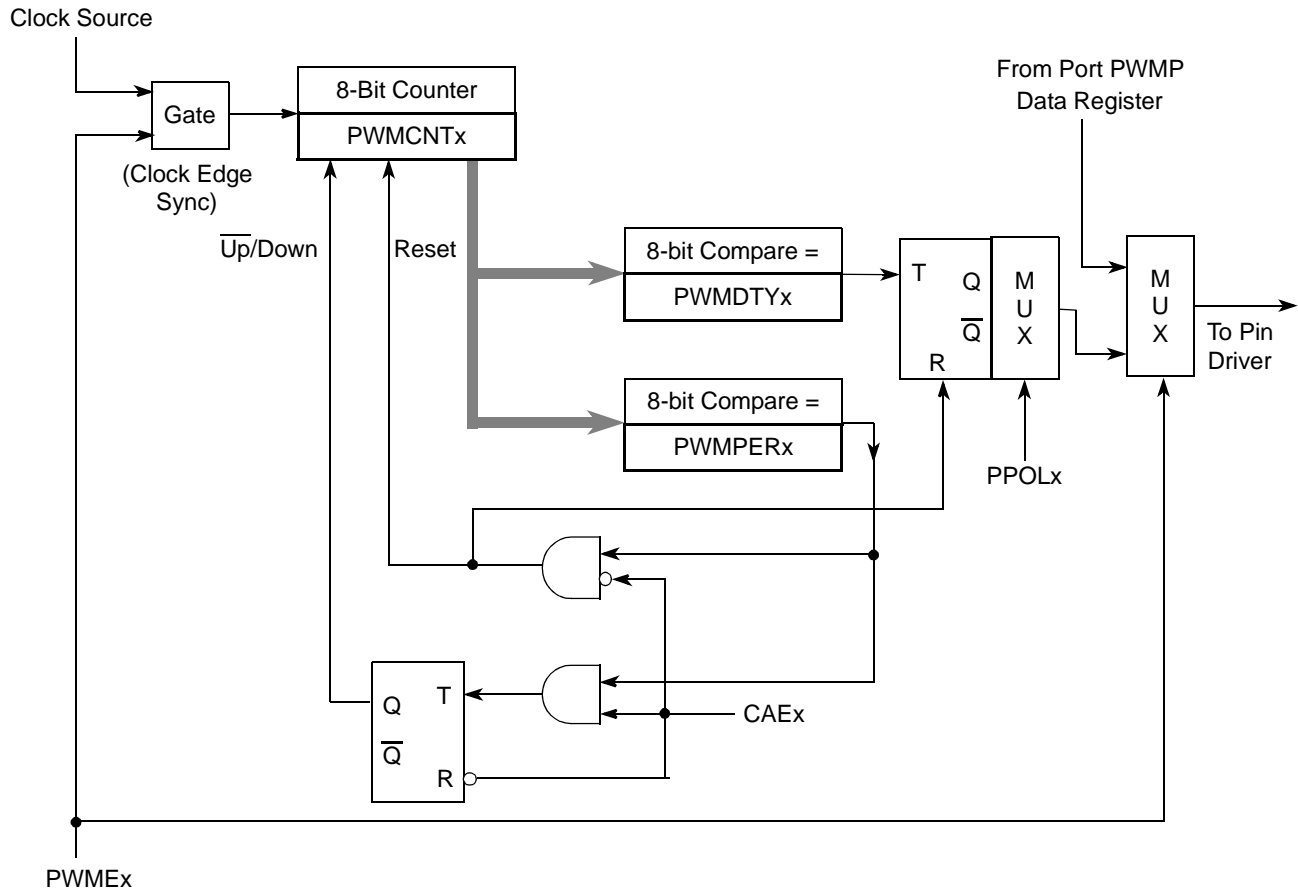 Clock Source
From Port PWMP
Data Register
8-Bit Counter
Gate
PWMCNTx
(Clock Edge
Sync)
U̅p̅/Down
Reset
8-bit Compare =
PWMDTYx
T
Q
Q̅
R
M
U
X
M
U
X
To Pin
Driver
8-bit Compare =
PWMPERx
PPOLx
Q
T
Q̅
R
CAEx
PWMEx